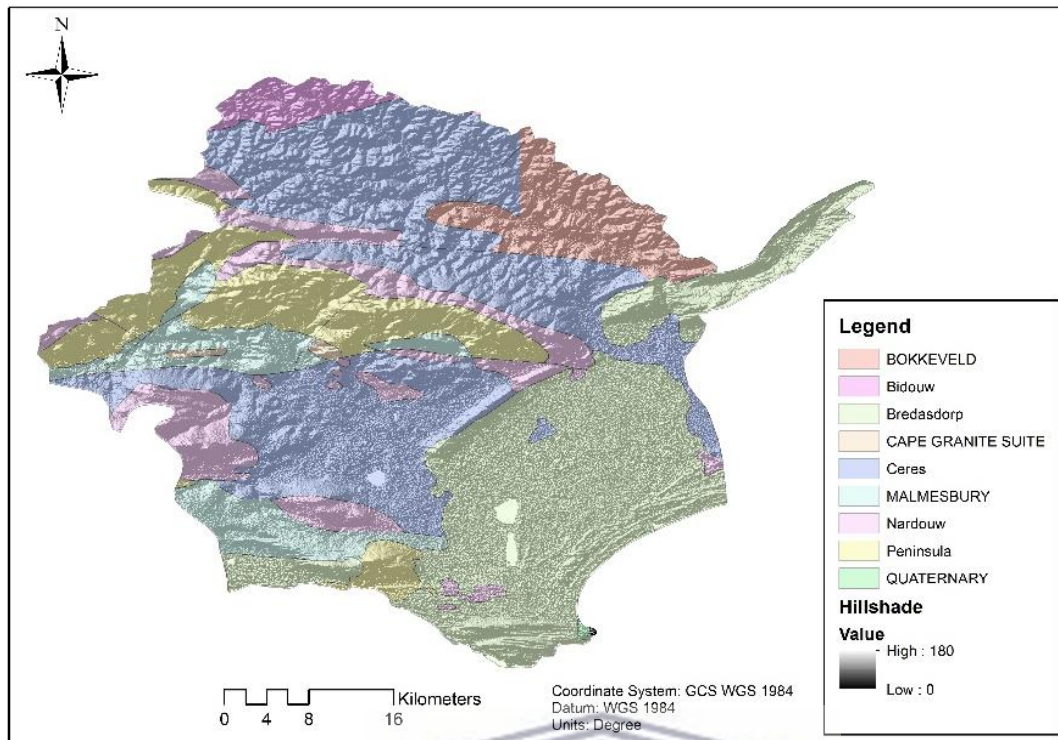 N
Legend
BOKKEVELD
Bidouw
Bredasdorp
CAPE GRANITE SUITE
Ceres
MALMESBURY
Nardouw
Peninsula
QUATERNARY
Hillshade
Value
High : 180
Low : 0
Kilometers
0 4 8 16
Coordinate System: GCS WGS 1984
Datum: WGS 1984
Units: Degree